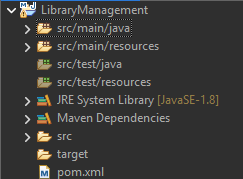 LibraryManagement
src/main/java
src/main/resources
src/test/java
src/test/resources
JRE System Library [JavaSE-1.8]
Maven Dependencies
src
target
pom.xml